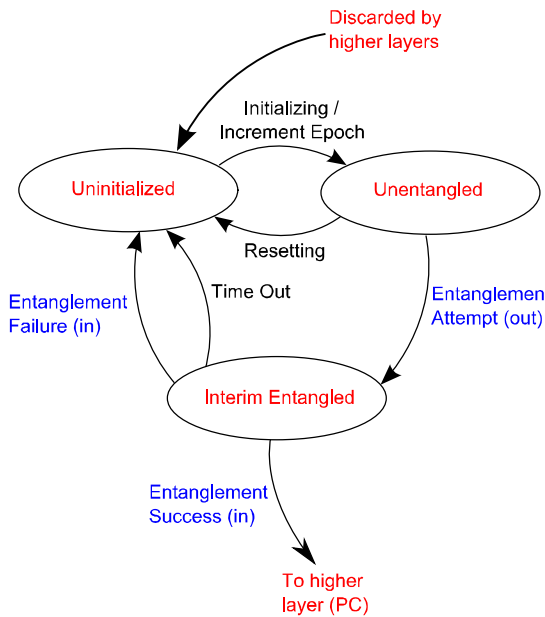 Discarded by
higher layers
Initializing /
Increment Epoch
Uninitialized
Unentangled
Resetting
Time Out
Entanglement
Failure (in)
Entanglemen
Attempt (out)
Interim Entangled
Entanglement
Success (in)
To higher
layer (PC)